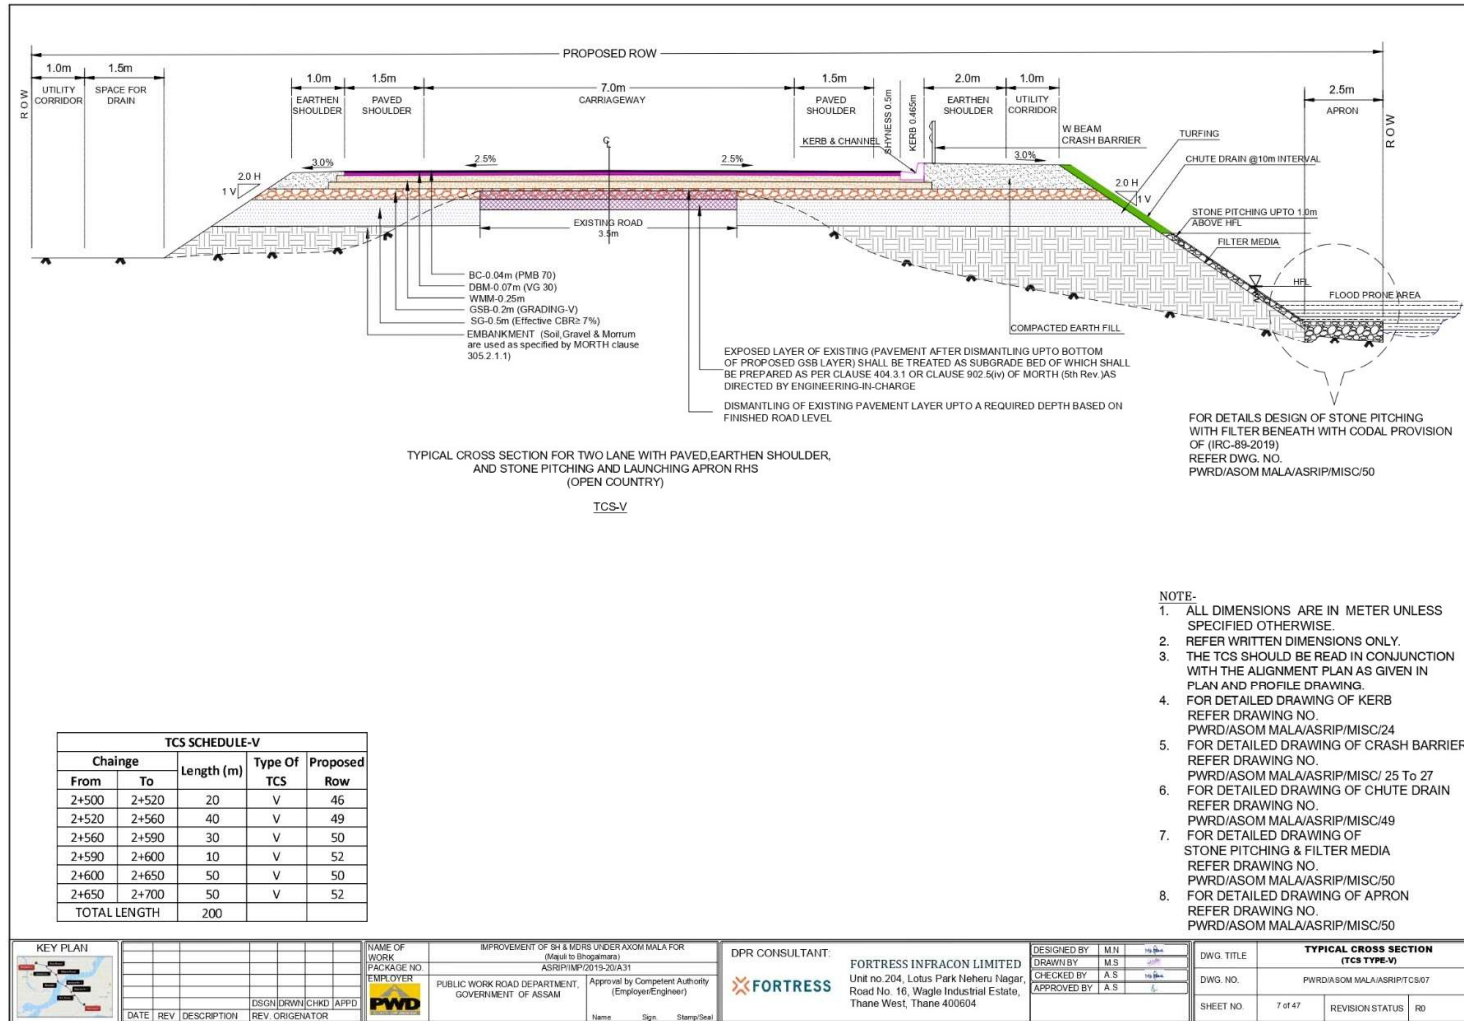 PROPOSED ROW
1.0m
1.5m
UTILITY CORRIDOR
SPACE FOR DRAIN
ROW
1.0m
EARTHEN SHOULDER
1.5m
PAVED SHOULDER
7.0m
CARRIAGEWAY
1.5m
PAVED SHOULDER
SHYNESS 0.5m
KERB 0.465m
2.0m
EARTHEN SHOULDER
1.0m
UTILITY CORRIDOR
2.5m
APRON
ROW
KERB & CHANNEL
W BEAM
CRASH BARRIER
TURFING
CHUTE DRAIN @10m INTERVAL
3.0%
2.5%
2.5%
3.0%
2.0 H
1 V
2.0 H
1 V
STONE PITCHING UPTO 1.0m
ABOVE HFL
FILTER MEDIA
HFL
FLOOD PRONE AREA
EXISTING ROAD
3.5m
BC-0.04m (PMB 70)
DBM-0.07m (VG 30)
WMM-0.25m
GSB-0.2m (GRADING-V)
SG-0.5m (Effective CBR≥ 7%)
EMBANKMENT (Soil,Gravel & Morrum
are used as specified by MORTH clause
305.2.1.1)
COMPACTED EARTH FILL
EXPOSED LAYER OF EXISTING (PAVEMENT AFTER DISMANTLING UPTO BOTTOM
OF PROPOSED GSB LAYER) SHALL BE TREATED AS SUBGRADE BED OF WHICH SHALL
BE PREPARED AS PER CLAUSE 404.3.1 OR CLAUSE 902.5(iv) OF MORTH (5th Rev.)AS
DIRECTED BY ENGINEERING-IN-CHARGE
DISMANTLING OF EXISTING PAVEMENT LAYER UPTO A REQUIRED DEPTH BASED ON
FINISHED ROAD LEVEL
FOR DETAILS DESIGN OF STONE PITCHING
WITH FILTER BENEATH WITH CODAL PROVISION
OF (IRC-89-2019)
REFER DWG. NO.
PWRD/ASOM MALA/ASRIP/MISC/50
TYPICAL CROSS SECTION FOR TWO LANE WITH PAVED,EARTHEN SHOULDER,
AND STONE PITCHING AND LAUNCHING APRON RHS
(OPEN COUNTRY)
TCS-V
NOTE-
1. ALL DIMENSIONS ARE IN METER UNLESS
SPECIFIED OTHERWISE.
2. REFER WRITTEN DIMENSIONS ONLY.
3. THE TCS SHOULD BE READ IN CONJUNCTION
WITH THE ALIGNMENT PLAN AS GIVEN IN
PLAN AND PROFILE DRAWING.
4. FOR DETAILED DRAWING OF KERB
REFER DRAWING NO.
PWRD/ASOM MALA/ASRIP/MISC/24
5. FOR DETAILED DRAWING OF CRASH BARRIER
REFER DRAWING NO.
PWRD/ASOM MALA/ASRIP/MISC/ 25 To 27
6. FOR DETAILED DRAWING OF CHUTE DRAIN
REFER DRAWING NO.
PWRD/ASOM MALA/ASRIP/MISC/49
7. FOR DETAILED DRAWING OF
STONE PITCHING & FILTER MEDIA
REFER DRAWING NO.
PWRD/ASOM MALA/ASRIP/MISC/50
8. FOR DETAILED DRAWING OF APRON
REFER DRAWING NO.
PWRD/ASOM MALA/ASRIP/MISC/50
TCS SCHEDULE-V
Chainge Length (m) Type Of TCS Proposed Row
From To
2+500 2+520 20 V 46
2+520 2+560 40 V 49
2+560 2+590 30 V 50
2+590 2+600 10 V 52
2+600 2+650 50 V 50
2+650 2+700 50 V 52
TOTAL LENGTH 200
KEY PLAN
DSGN DRWN CHKD APPD
DATE REV DESCRIPTION REV. ORIGENATOR
NAME OF WORK
IMPROVEMENT OF SH & MDRS UNDER AXOM MALA FOR
(Majuli to Bhogaimara)
PACKAGE NO.
ASRIP/IMP/2019-20/A31
EMPLOYER
PWD
PUBLIC WORK ROAD DEPARTMENT,
GOVERNMENT OF ASSAM
Approval by Competent Authority
(Employer/Engineer)
Name Sign. Stamp/Seal
DPR CONSULTANT:
FORTRESS
FORTRESS INFRACON LIMITED
Unit no.204, Lotus Park Neheru Nagar,
Road No. 16, Wagle Industrial Estate,
Thane West, Thane 400604
DESIGNED BY M.N
DRAWN BY M.S
CHECKED BY A.S
APPROVED BY A.S
DWG. TITLE
TYPICAL CROSS SECTION
(TCS TYPE-V)
DWG. NO.
PWRD/ASOM MALA/ASRIP/TCS/07
SHEET NO. 7 of 47 REVISION STATUS R0